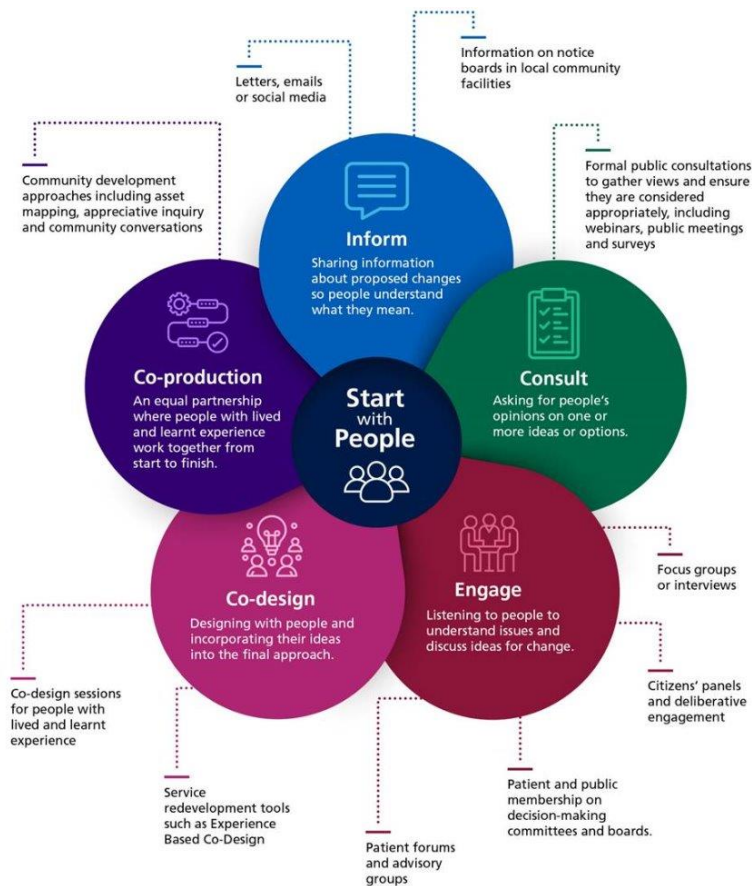 Information on notice
boards in local community
facilities
Letters, emails
or social media
Formal public consultations
to gather views and ensure
they are considered
appropriately, including
webinars, public meetings
and surveys
Community development
approaches including asset
mapping, appreciative inquiry
and community conversations
Inform
Sharing information
about proposed changes
so people understand
what they mean.
Consult
Asking for people's
opinions on one or
more ideas or options.
Co-production
An equal partnership
where people with lived
and learnt experience
work together from
start to finish.
Start
with
People
Engage
Listening to people to
understand issues and
discuss ideas for change.
Co-design
Designing with people and
incorporating their ideas
into the final approach.
Focus groups
or interviews
Citizens' panels
and deliberative
engagement
Patient and public
membership on
decision-making
committees and boards.
Patient forums
and advisory
groups
Service
redevelopment tools
such as Experience
Based Co-Design
Co-design sessions
for people with
lived and learnt
experience